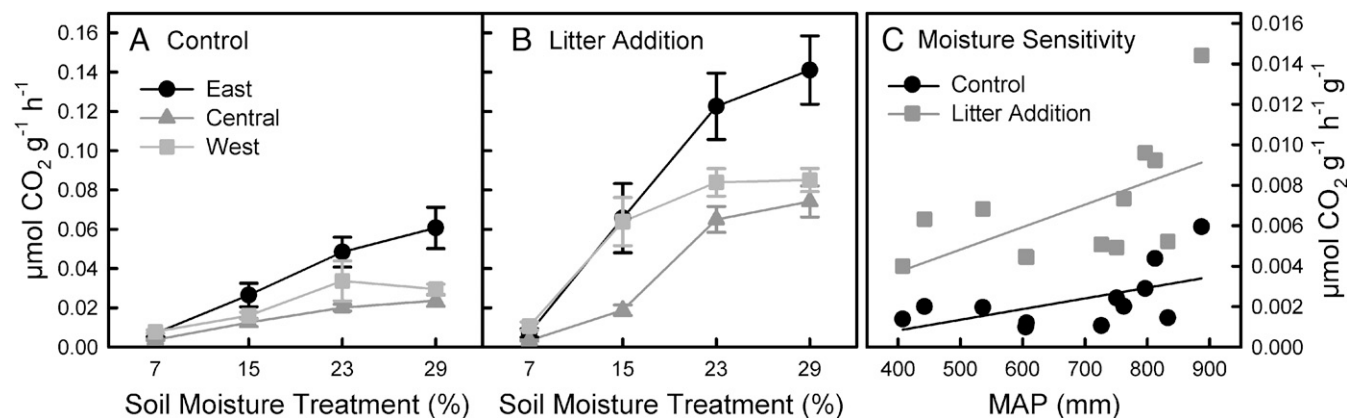 A Control
East
Central
West
B Litter Addition
C Moisture Sensitivity
Control
Litter Addition
µmol CO₂ g⁻¹ h⁻¹
0.16
0.14
0.12
0.10
0.08
0.06
0.04
0.02
0.00
7 15 23 29
Soil Moisture Treatment (%)
7 15 23 29
Soil Moisture Treatment (%)
400 500 600 700 800 900
MAP (mm)
0.016
0.014
0.012
0.010
0.008
0.006
0.004
0.002
0.000
µmol CO₂ g⁻¹ h⁻¹ g⁻¹